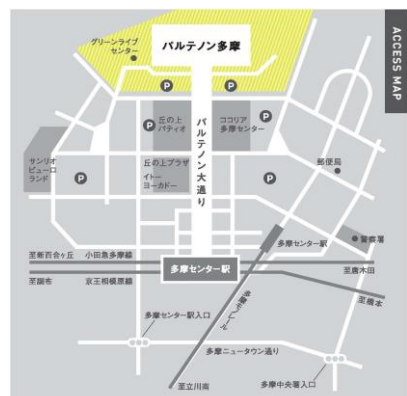 ACCESS MAP
グリーンライブ
センター
パルテノン多摩
P
P
P
P
丘の上
パティオ
ココリア
多摩センター
パルテノン大通り
サンリオ
ピューロ
ランド
P
丘の上プラザ
イトー
ヨーカドー
P
郵便局
多摩センター駅
警察署
至新百合ヶ丘
小田急多摩線
多摩センター駅
至唐木田
至調布
京王相模原線
至橋本
多摩モノレール
多摩センター駅入口
多摩ニュータウン通り
至立川南
多摩中央署入口